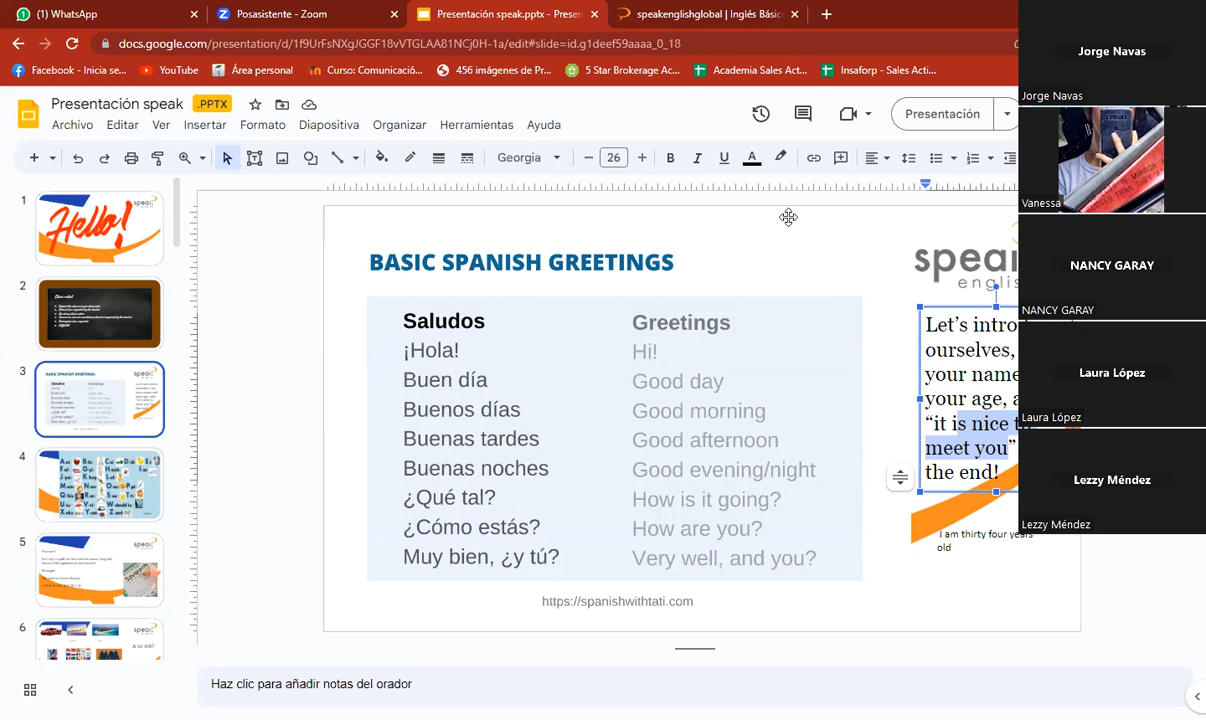 WhatsApp
Posasistente - Zoom
Presentación speak.pptx - Presen
speakenglishglobal | Inglés Básic
docs.google.com/presentation/d/1f9UrFsNXgJGGF18vVTGLAA81NCj0H-1a/edit#slide=id.g1deef59aaaa_0_18
Facebook - Inicia se...
YouTube
Área personal
Curso: Comunicació...
456 imágenes de Pr...
5 Star Brokerage Ac...
Academia Sales Act...
Insaforp - Sales Acti...
Presentación speak .PPTX
Archivo Editar Ver Insertar Formato Diapositiva Organizar Herramientas Ayuda
Presentación
Georgia
26
1
Hello!
2
3
4
5
6
BASIC SPANISH GREETINGS
Saludos Greetings
¡Hola! Hi!
Buen día Good day
Buenos días Good morning
Buenas tardes Good afternoon
Buenas noches Good evening/night
¿Qué tal? How is it going?
¿Cómo estás? How are you?
Muy bien, ¿y tú? Very well, and you?
https://spanishwithtati.com
Let’s intro
ourselves,
your name
your age, a
“it is nice t
meet you”
the end!
I am thirty four years
old
Haz clic para añadir notas del orador
Jorge Navas
Jorge Navas
Vanessa
NANCY GARAY
NANCY GARAY
Laura López
Laura López
Lezzy Méndez
Lezzy Méndez